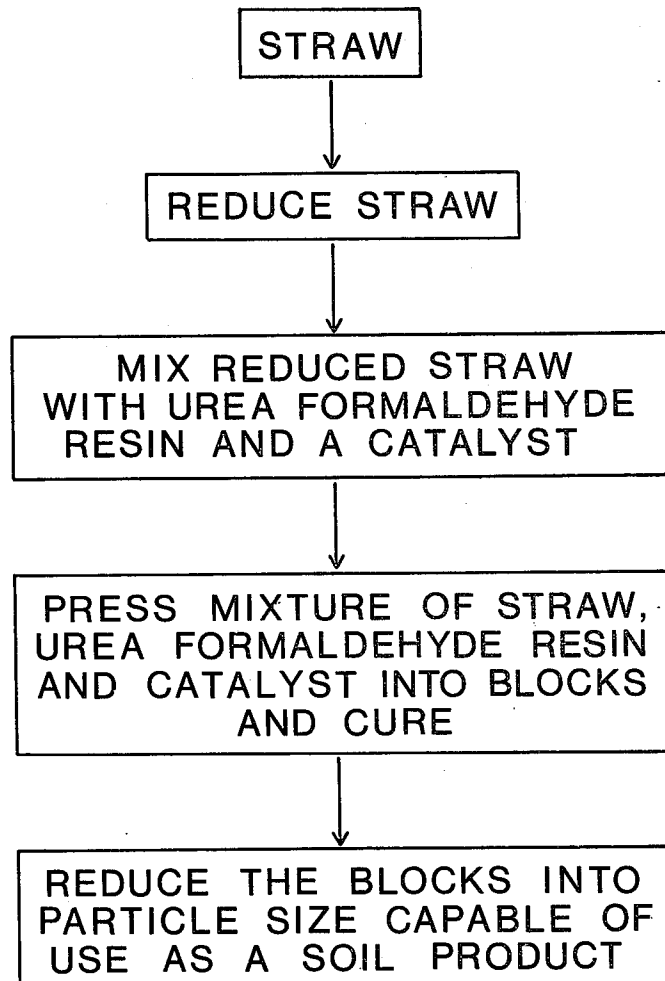 STRAW
REDUCE STRAW
MIX REDUCED STRAW
WITH UREA FORMALDEHYDE
RESIN AND A CATALYST
PRESS MIXTURE OF STRAW,
UREA FORMALDEHYDE RESIN
AND CATALYST INTO BLOCKS
AND CURE
REDUCE THE BLOCKS INTO
PARTICLE SIZE CAPABLE OF
USE AS A SOIL PRODUCT